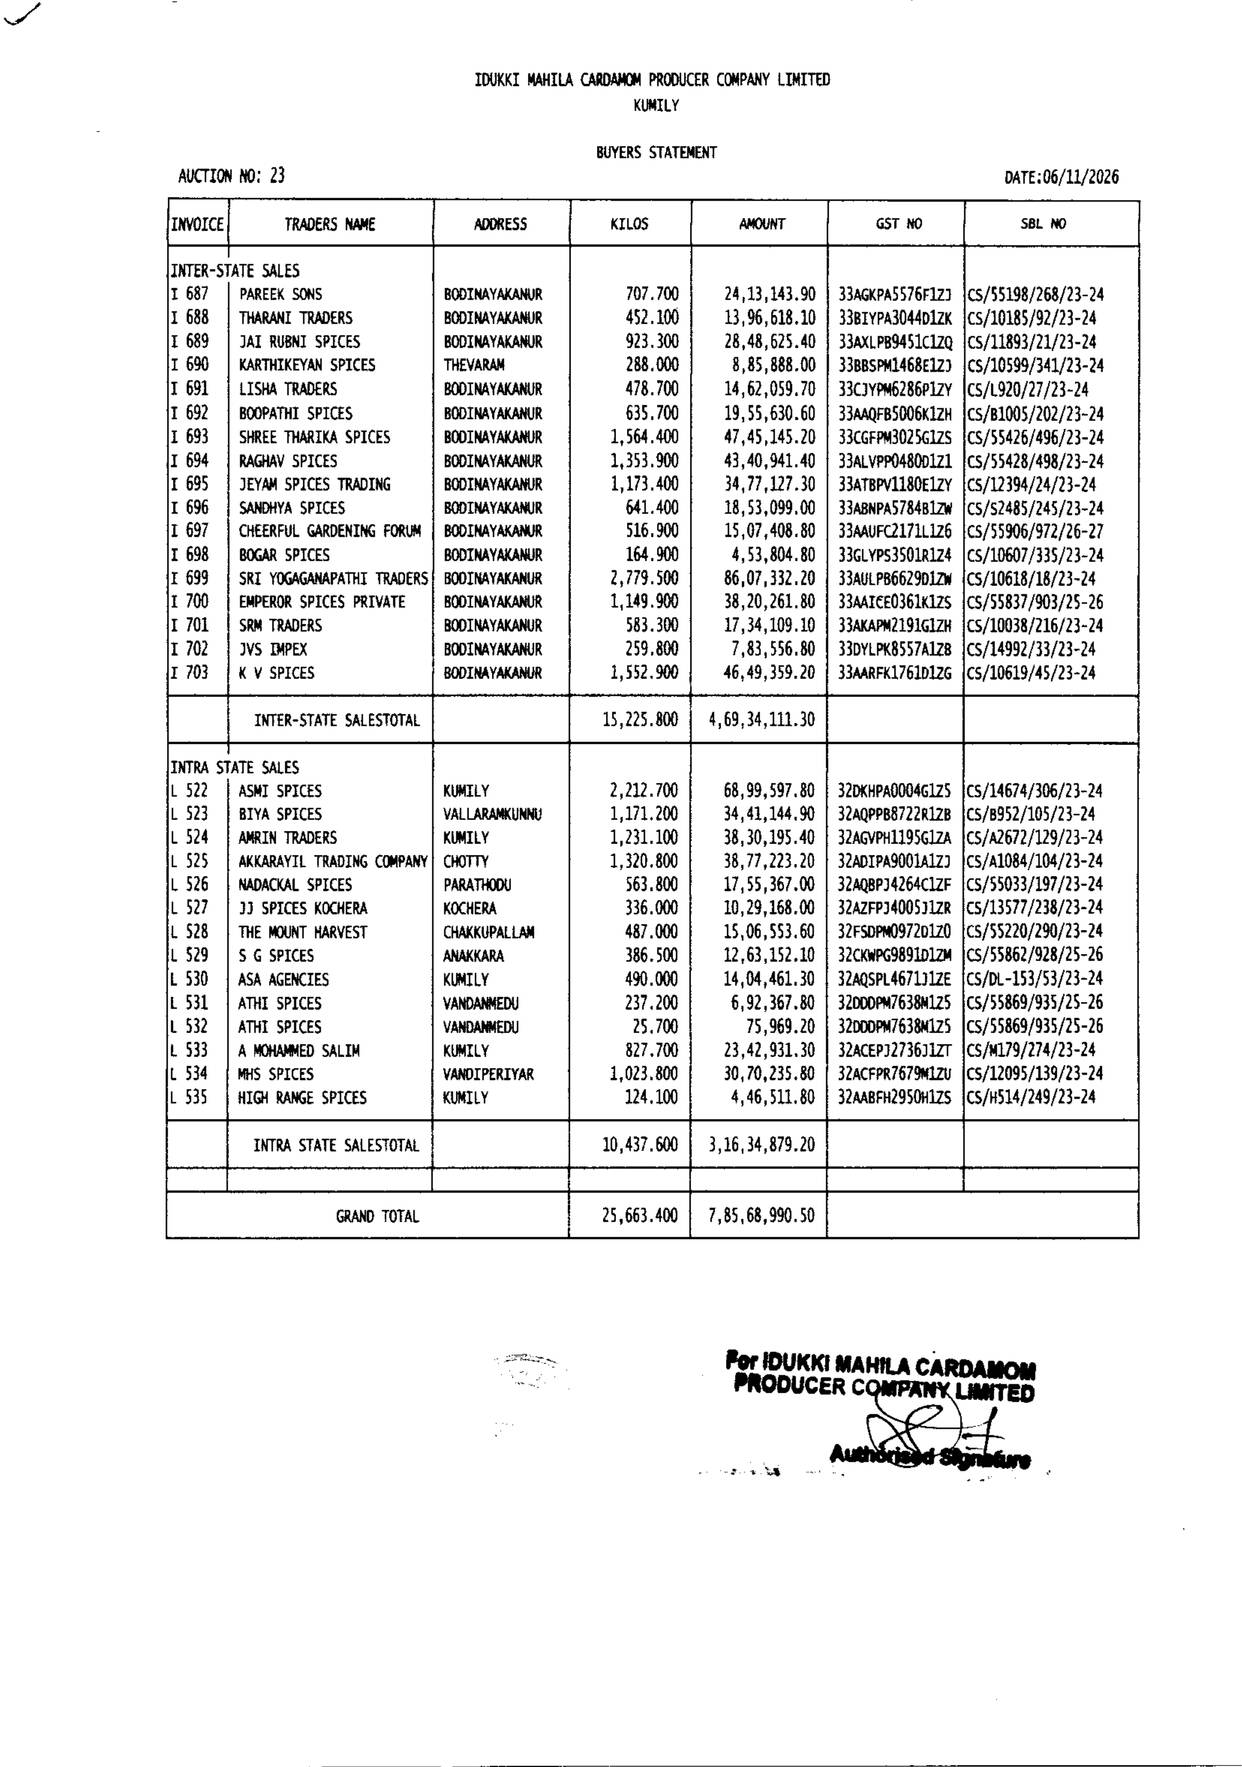 IDUKKI MAHILA CARDAMOM PRODUCER COMPANY LIMITED
KUMILY
BUYERS STATEMENT
AUCTION NO: 23 DATE:06/11/2026
INVOICE TRADERS NAME ADDRESS KILOS AMOUNT GST NO SBL NO
INTER-STATE SALES
I 687 PAREEK SONS BODINAYAKANUR 707.700 24,13,143.90 33AGKPA5576F1ZJ CS/55198/268/23-24
I 688 THARANI TRADERS BODINAYAKANUR 452.100 13,96,618.10 33BIYPA3044D1ZK CS/10185/92/23-24
I 689 JAI RUBNI SPICES BODINAYAKANUR 923.300 28,48,625.40 33AXLPB9451C1ZQ CS/11893/21/23-24
I 690 KARTHIKEYAN SPICES THEVARAM 288.000 8,85,888.00 33BBSPM1468E1ZJ CS/10599/341/23-24
I 691 LISHA TRADERS BODINAYAKANUR 478.700 14,62,059.70 33CJYPM6286P1ZY CS/L920/27/23-24
I 692 BOOPATHI SPICES BODINAYAKANUR 635.700 19,55,630.60 33AAQFB5006K1ZH CS/B1005/202/23-24
I 693 SHREE THARIKA SPICES BODINAYAKANUR 1,564.400 47,45,145.20 33CGFPM3025G1ZS CS/55426/496/23-24
I 694 RAGHAV SPICES BODINAYAKANUR 1,353.900 43,40,941.40 33ALVPP0480D1Z1 CS/55428/498/23-24
I 695 JEYAM SPICES TRADING BODINAYAKANUR 1,173.400 34,77,127.30 33ATBPV1180E1ZY CS/12394/24/23-24
I 696 SANDHYA SPICES BODINAYAKANUR 641.400 18,53,099.00 33ABNPA5784B1ZW CS/S2485/245/23-24
I 697 CHEERFUL GARDENING FORUM BODINAYAKANUR 516.900 15,07,408.80 33AAUFC2171L1Z6 CS/55906/972/26-27
I 698 BOGAR SPICES BODINAYAKANUR 164.900 4,53,804.80 33GLYPS3501R1Z4 CS/10607/335/23-24
I 699 SRI YOGAGANAPATHI TRADERS BODINAYAKANUR 2,779.500 86,07,332.20 33AULPB6629D1ZW CS/10618/18/23-24
I 700 EMPEROR SPICES PRIVATE BODINAYAKANUR 1,149.900 38,20,261.80 33AAICE0361K1ZS CS/55837/903/25-26
I 701 SRM TRADERS BODINAYAKANUR 583.300 17,34,109.10 33AKAPM2191G1ZH CS/10038/216/23-24
I 702 JVS IMPEX BODINAYAKANUR 259.800 7,83,556.80 33DYLPK8557A1Z8 CS/14992/33/23-24
I 703 K V SPICES BODINAYAKANUR 1,552.900 46,49,359.20 33AARFK1761D1ZG CS/10619/45/23-24
INTER-STATE SALESTOTAL 15,225.800 4,69,34,111.30
INTRA STATE SALES
L 522 ASMI SPICES KUMILY 2,212.700 68,99,597.80 32DKHPA0004G1Z5 CS/14674/306/23-24
L 523 BIYA SPICES VALLARAMKUNNU 1,171.200 34,41,144.90 32AQPPB8722R1ZB CS/B952/105/23-24
L 524 AMRIN TRADERS KUMILY 1,231.100 38,30,195.40 32AGVPH1195G1ZA CS/A2672/129/23-24
L 525 AKKARAYIL TRADING COMPANY CHOTTY 1,320.800 38,77,223.20 32ADIPA9001A1ZJ CS/A1084/104/23-24
L 526 NADACKAL SPICES PARATHODU 563.800 17,55,367.00 32AQBPJ4264C1ZF CS/55033/197/23-24
L 527 JJ SPICES KOCHERA KOCHERA 336.000 10,29,168.00 32AZFPJ4005J1ZR CS/13577/238/23-24
L 528 THE MOUNT HARVEST CHAKKUPALLAM 487.000 15,06,553.60 32FSDPM0972D1ZO CS/55220/290/23-24
L 529 S G SPICES ANAKKARA 386.500 12,63,152.10 32CKWPG9891D1ZM CS/55862/928/25-26
L 530 ASA AGENCIES KUMILY 490.000 14,04,461.30 32AQSPL4671J1ZE CS/DL-153/53/23-24
L 531 ATHI SPICES VANDANMEDU 237.200 6,92,367.80 32DDDPM7638M1Z5 CS/55869/935/25-26
L 532 ATHI SPICES VANDANMEDU 25.700 75,969.20 32DDDPM7638M1Z5 CS/55869/935/25-26
L 533 A MOHAMMED SALIM KUMILY 827.700 23,42,931.30 32ACEPJ2736J1ZT CS/M179/274/23-24
L 534 MHS SPICES VANDIPERIYAR 1,023.800 30,70,235.80 32ACFPR7679M1ZU CS/12095/139/23-24
L 535 HIGH RANGE SPICES KUMILY 124.100 4,46,511.80 32AABFH2950H1ZS CS/H514/249/23-24
INTRA STATE SALESTOTAL 10,437.600 3,16,34,879.20
GRAND TOTAL 25,663.400 7,85,68,990.50
For IDUKKI MAHILA CARDAMOM
PRODUCER COMPANY LIMITED
Authorised Signature